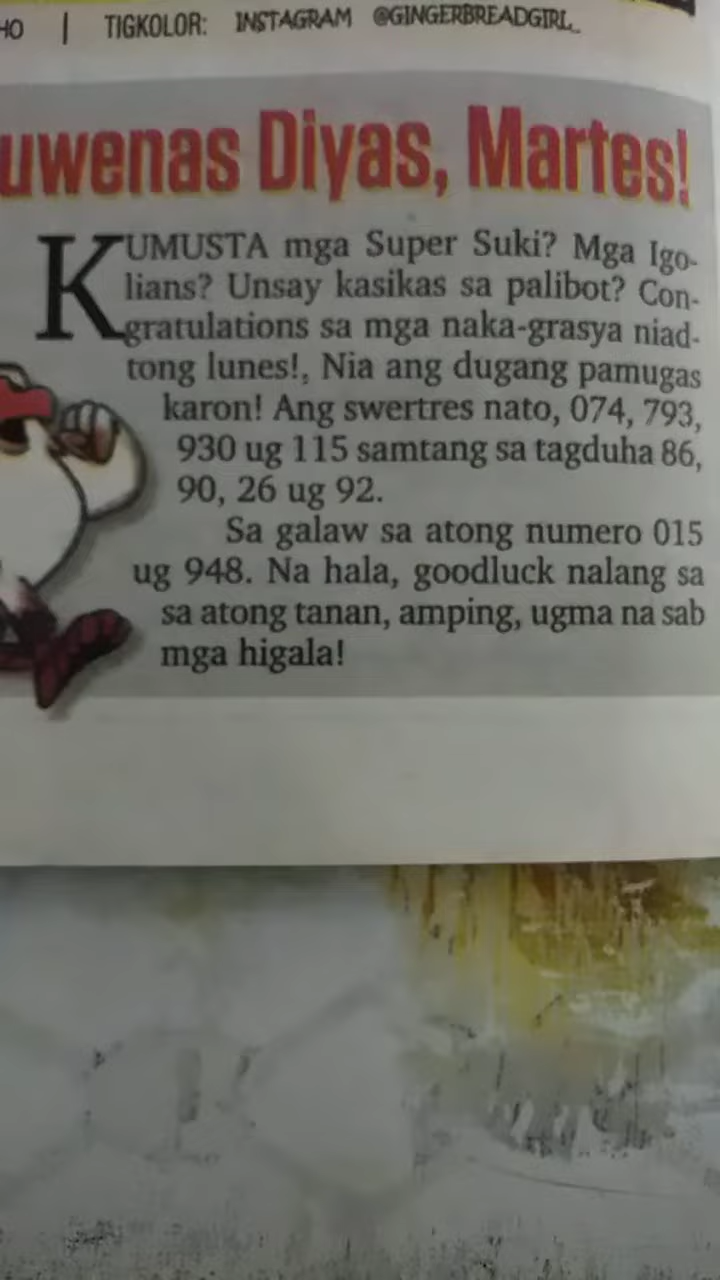 HO | TIGKOLOR: INSTAGRAM @GINGERBREADGIRL_
uwenas Diyas, Martes!
KUMUSTA mga Super Suki? Mga Igo-
lians? Unsay kasikas sa palibot? Con-
gratulations sa mga naka-grasya niad-
tong lunes!, Nia ang dugang pamugas
karon! Ang swertres nato, 074, 793,
930 ug 115 samtang sa tagduha 86,
90, 26 ug 92.
Sa galaw sa atong numero 015
ug 948. Na hala, goodluck nalang sa
sa atong tanan, amping, ugma na sab
mga higala!